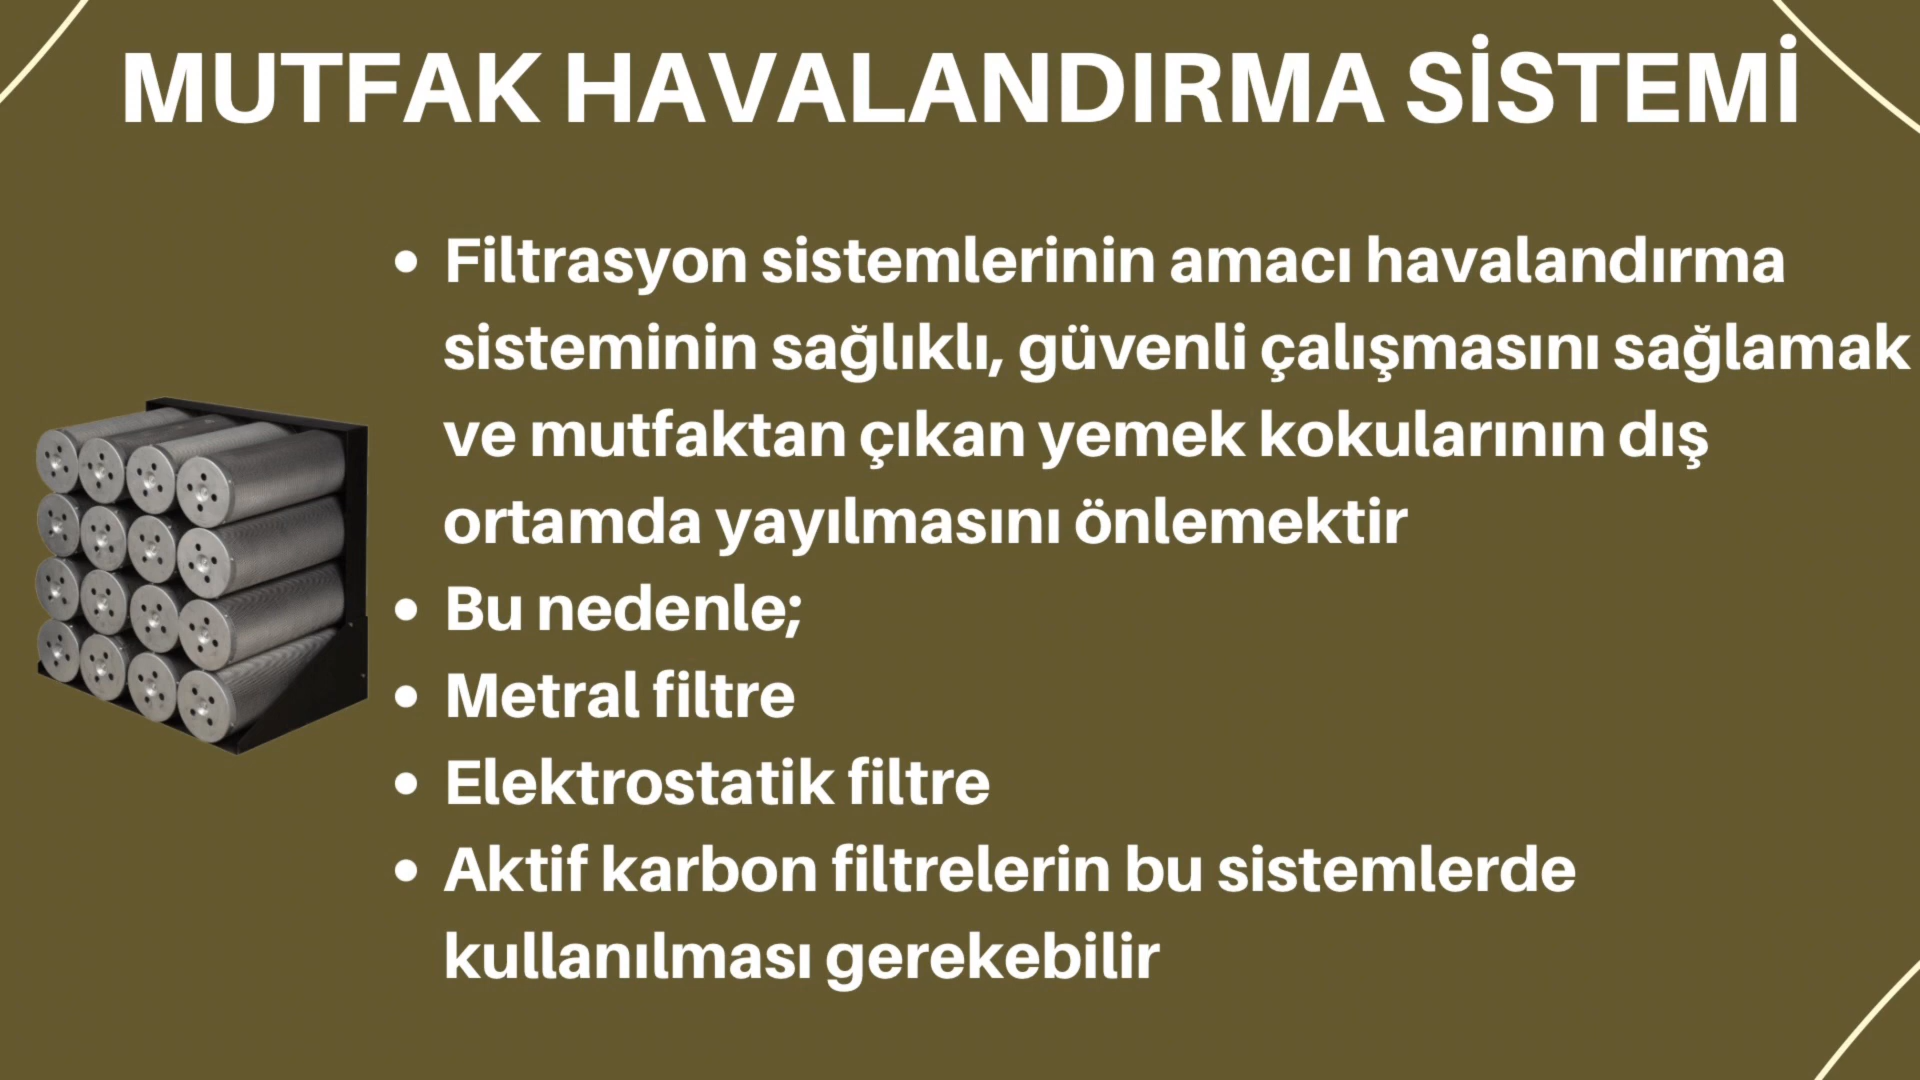 MUTFAK HAVALANDIRMA SİSTEMİ
• Filtrasyon sistemlerinin amacı havalandırma
sisteminin sağlıklı, güvenli çalışmasını sağlamak
ve mutfaktan çıkan yemek kokularının dış
ortamda yayılmasını önlemektir
• Bu nedenle;
• Metral filtre
• Elektrostatik filtre
• Aktif karbon filtrelerin bu sistemlerde
kullanılması gerekebilir